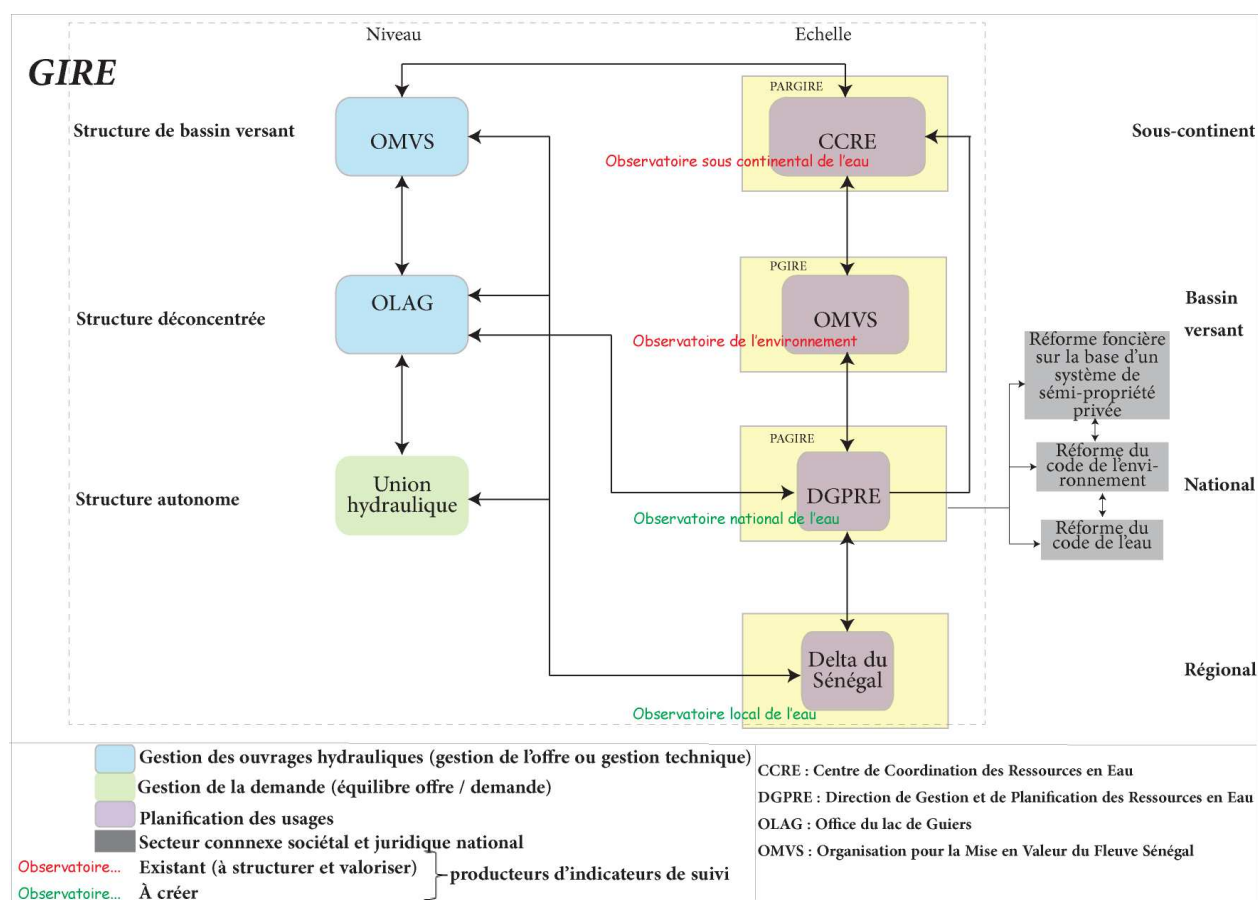 Niveau
Echelle
GIRE
PARGIRE
Structure de bassin versant
OMVS
CCRE
Sous-continent
Observatoire sous continental de l'eau
PGIRE
Structure déconcentrée
OLAG
OMVS
Bassin
versant
Observatoire de l'environnement
Réforme foncière
sur la base d'un
système de
sémi-propriété
privée
PAGIRE
Structure autonome
Union
hydraulique
DGPRE
Réforme du
code de l'envi-
ronnement
National
Observatoire national de l'eau
Réforme du
code de l'eau
Delta du
Sénégal
Régional
Observatoire local de l'eau
Gestion des ouvrages hydrauliques (gestion de l'offre ou gestion technique)
Gestion de la demande (équilibre offre / demande)
Planification des usages
Secteur connnexe sociétal et juridique national
Observatoire... Existant (à structurer et valoriser)
Observatoire... À créer
producteurs d'indicateurs de suivi
CCRE : Centre de Coordination des Ressources en Eau
DGPRE : Direction de Gestion et de Planification des Ressources en Eau
OLAG : Office du lac de Guiers
OMVS : Organisation pour la Mise en Valeur du Fleuve Sénégal